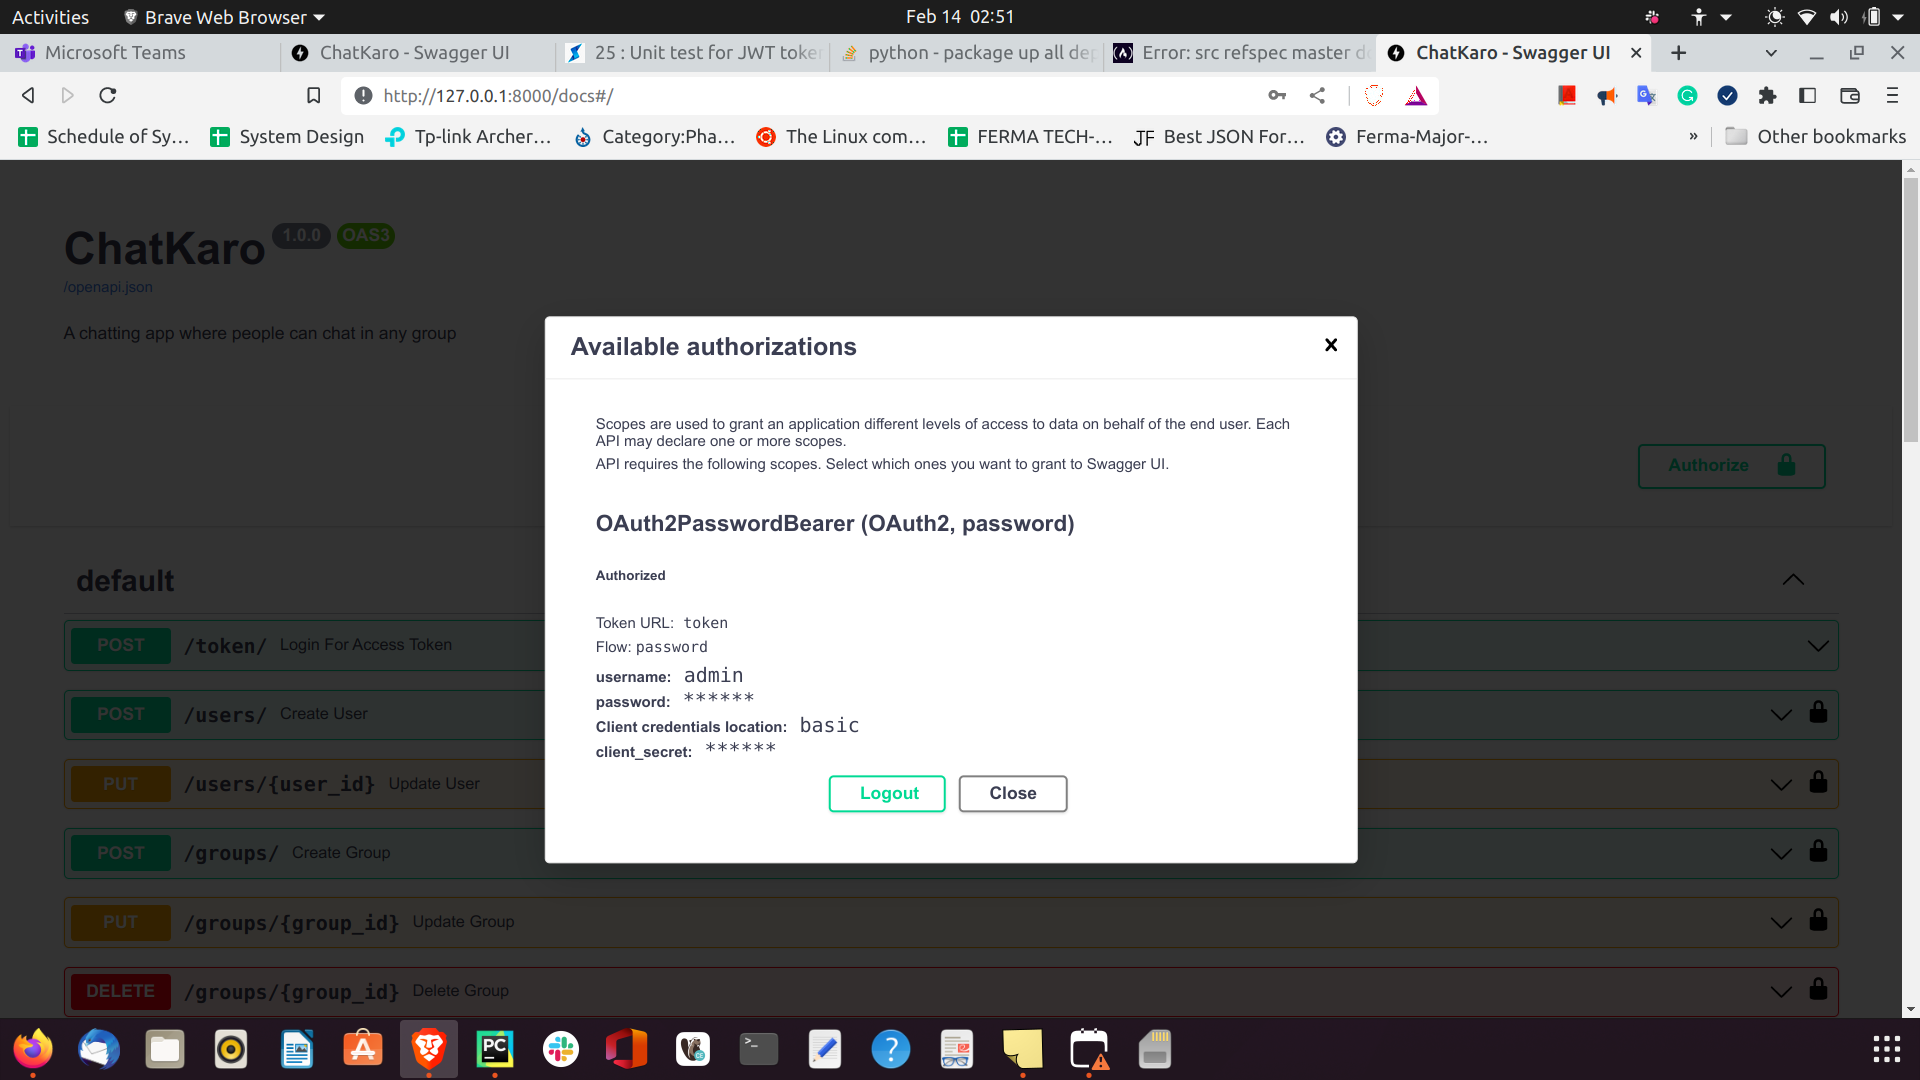 Activities
Brave Web Browser
Feb 14 02:51
Microsoft Teams
ChatKaro - Swagger UI
25 : Unit test for JWT token
python - package up all dep
Error: src refspec master do
ChatKaro - Swagger UI
http://127.0.0.1:8000/docs#/
Schedule of Sy...
System Design
Tp-link Archer...
Category:Pha...
The Linux com...
FERMA TECH-...
JF Best JSON For...
Ferma-Major-...
»
Other bookmarks
ChatKaro 1.0.0 OAS3
/openapi.json
A chatting app where people can chat in any group
Authorize
Available authorizations
Scopes are used to grant an application different levels of access to data on behalf of the end user. Each
API may declare one or more scopes.
API requires the following scopes. Select which ones you want to grant to Swagger UI.
OAuth2PasswordBearer (OAuth2, password)
Authorized
Token URL: token
Flow: password
username: admin
password: ******
Client credentials location: basic
client_secret: ******
Logout
Close
default
POST /token/ Login For Access Token
POST /users/ Create User
PUT /users/{user_id} Update User
POST /groups/ Create Group
PUT /groups/{group_id} Update Group
DELETE /groups/{group_id} Delete Group
PC